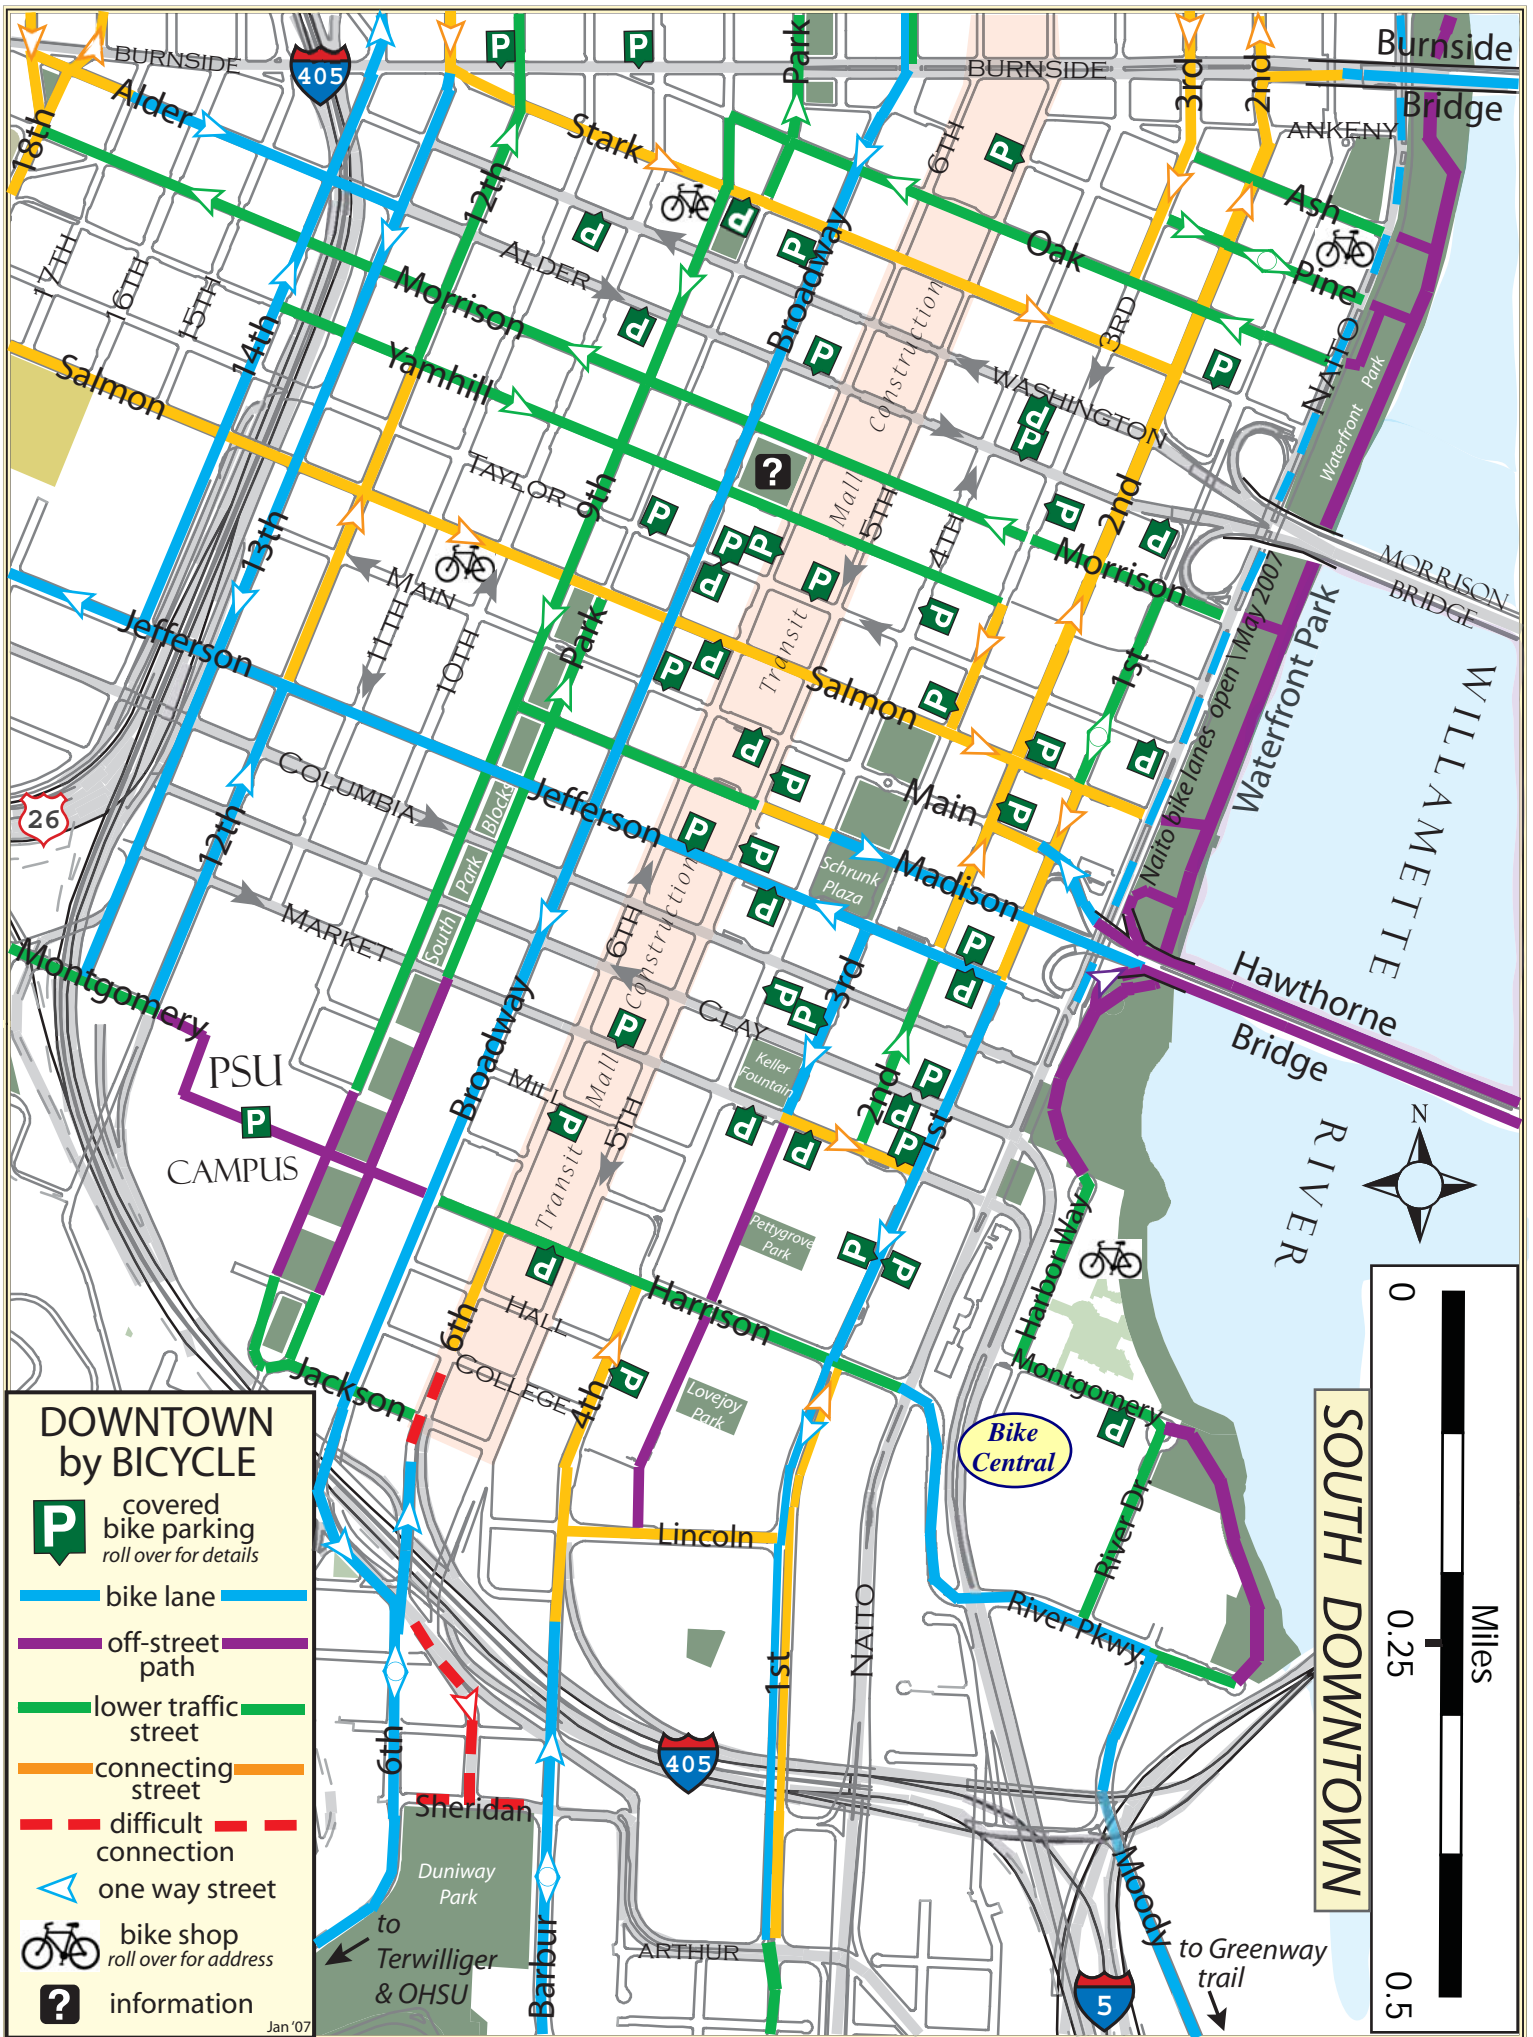 BURNSIDE
405
P
P
Park
BURNSIDE
3rd
2nd
Burnside
Bridge
Alder
18th
Stark
12th
6TH
P
ANKENY
Ash
Oak
Pine
17TH
16TH
15TH
ALDER
P
P
P
Broadway
Morrison
P
P
3RD
P
NAITO
Waterfront Park
14th
Yamhill
Salmon
WASHINGTON
P
P
Transit Mall Construction
?
TAYLOR
9th
P
5TH
4TH
P
2nd
P
Morrison
MORRISON
BRIDGE
13th
P
P
P
P
P
MAIN
11TH
10TH
Jefferson
Park
P
P
Salmon
P
1st
Naito bike lanes open \ May 2007
Waterfront Park
WILLAMETTE
RIVER
P
P
P
P
P
Main
26
COLUMBIA
12th
Jefferson
P
P
P
Schrunk
Plaza
Madison
South Park Blocks
MARKET
6TH
P
P
Hawthorne
Bridge
Montgomery
Broadway
3rd
P
P
P
CLAY
Keller
Fountain
PSU
CAMPUS
P
MILL
P
5TH
Transit Mall Construction
2nd
1st
P
P
P
P
P
N
Pettygrove
Park
P
P
Harbor Way
P
HALL
Harrison
6th
COLLEGE
4th
P
Lovejoy
Park
Montgomery
P
Jackson
Bike
Central
River Dr.
Lincoln
River Pkwy.
NAITO
1st
6th
405
Sheridan
Duniway
Park
to
Terwilliger
& OHSU
Barbur
ARTHUR
Moody
5
to Greenway
trail
DOWNTOWN
by BICYCLE
P
covered
bike parking
roll over for details
bike lane
off-street
path
lower traffic
street
connecting
street
difficult
connection
one way street
bike shop
roll over for address
?
information
Jan '07
SOUTH DOWNTOWN
0
0.25
0.5
Miles